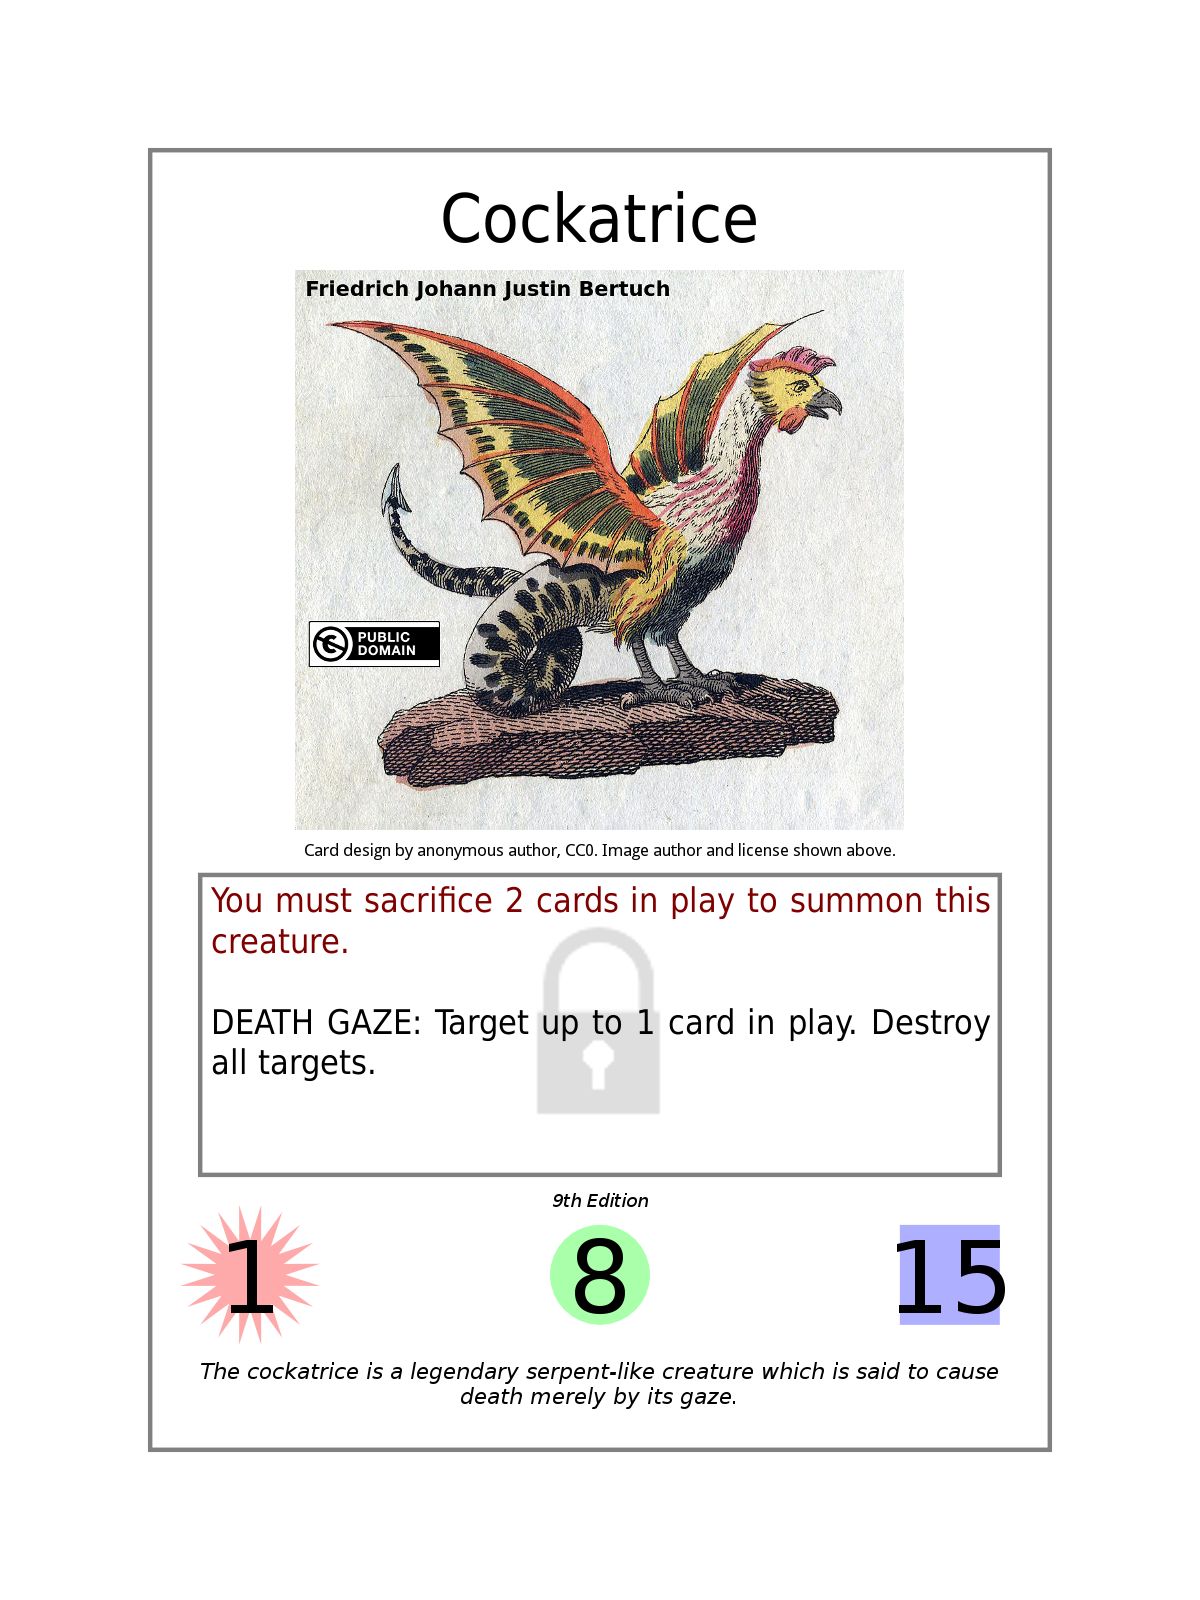 Cockatrice
Friedrich Johann Justin Bertuch
PUBLIC
DOMAIN
Card design by anonymous author, CC0. Image author and license shown above.
You must sacrifice 2 cards in play to summon this
creature.
DEATH GAZE: Target up to 1 card in play. Destroy
all targets.
9th Edition
1 8 15
The cockatrice is a legendary serpent-like creature which is said to cause
death merely by its gaze.